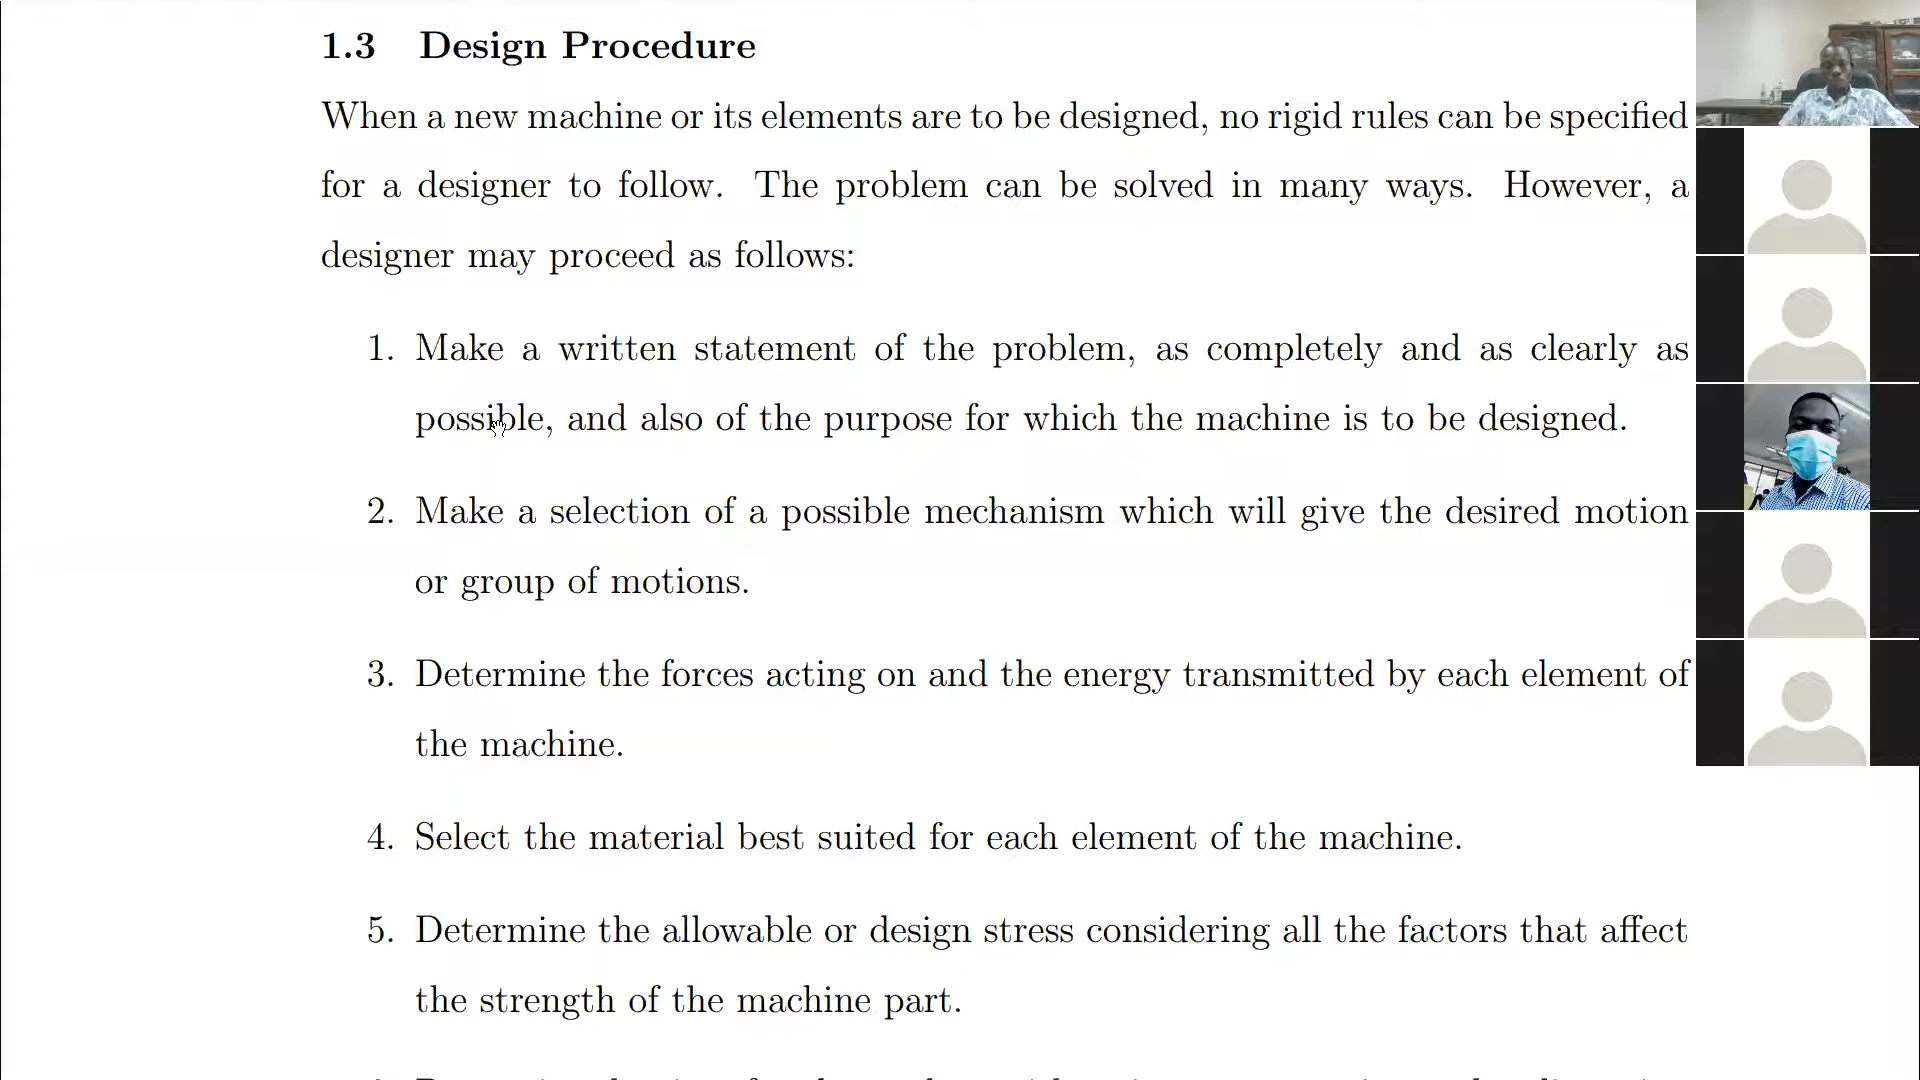 1.3 Design Procedure
When a new machine or its elements are to be designed, no rigid rules can be specified
for a designer to follow. The problem can be solved in many ways. However, a
designer may proceed as follows:
1. Make a written statement of the problem, as completely and as clearly as
possible, and also of the purpose for which the machine is to be designed.
2. Make a selection of a possible mechanism which will give the desired motion
or group of motions.
3. Determine the forces acting on and the energy transmitted by each element of
the machine.
4. Select the material best suited for each element of the machine.
5. Determine the allowable or design stress considering all the factors that affect
the strength of the machine part.